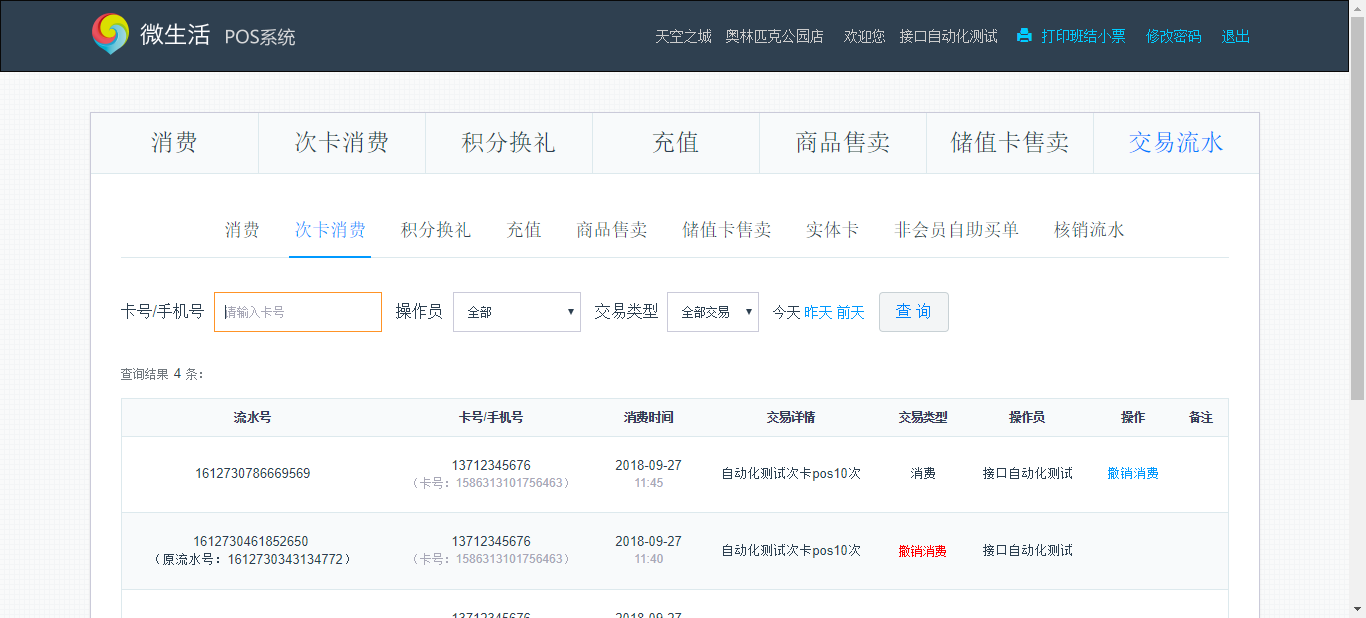 微生活 POS系统 天空之城 奥林匹克公园店 欢迎您 接口自动化测试 打印班结小票 修改密码 退出
消费 次卡消费 积分换礼 充值 商品售卖 储值卡售卖 交易流水
消费 次卡消费 积分换礼 充值 商品售卖 储值卡售卖 实体卡 非会员自助买单 核销流水
卡号/手机号 请输入卡号 操作员 全部 交易类型 全部交易 今天 昨天 前天 查 询
查询结果 4 条:
流水号 卡号/手机号 消费时间 交易详情 交易类型 操作员 操作 备注
1612730786669569 13712345676 2018-09-27 自动化测试次卡pos10次 消费 接口自动化测试 撤销消费
（卡号：1586313101756463） 11:45
1612730461852650 13712345676 2018-09-27 自动化测试次卡pos10次 撤销消费 接口自动化测试
（原流水号：1612730343134772） （卡号：1586313101756463） 11:40
13712345676 2018-09-27